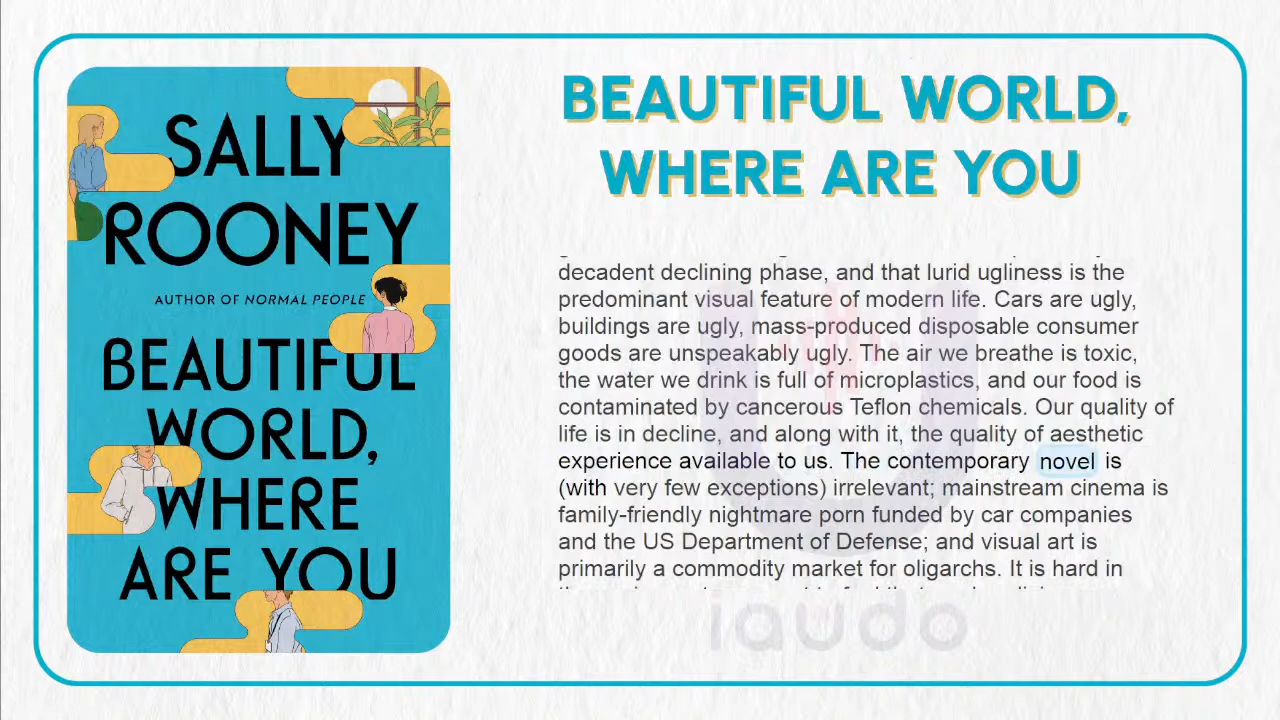 SALLY
ROONEY
AUTHOR OF NORMAL PEOPLE
BEAUTIFUL
WORLD,
WHERE
ARE YOU
BEAUTIFUL WORLD,
WHERE ARE YOU
decadent declining phase, and that lurid ugliness is the
predominant visual feature of modern life. Cars are ugly,
buildings are ugly, mass-produced disposable consumer
goods are unspeakably ugly. The air we breathe is toxic,
the water we drink is full of microplastics, and our food is
contaminated by cancerous Teflon chemicals. Our quality of
life is in decline, and along with it, the quality of aesthetic
experience available to us. The contemporary novel is
(with very few exceptions) irrelevant; mainstream cinema is
family-friendly nightmare porn funded by car companies
and the US Department of Defense; and visual art is
primarily a commodity market for oligarchs. It is hard in
iaudo